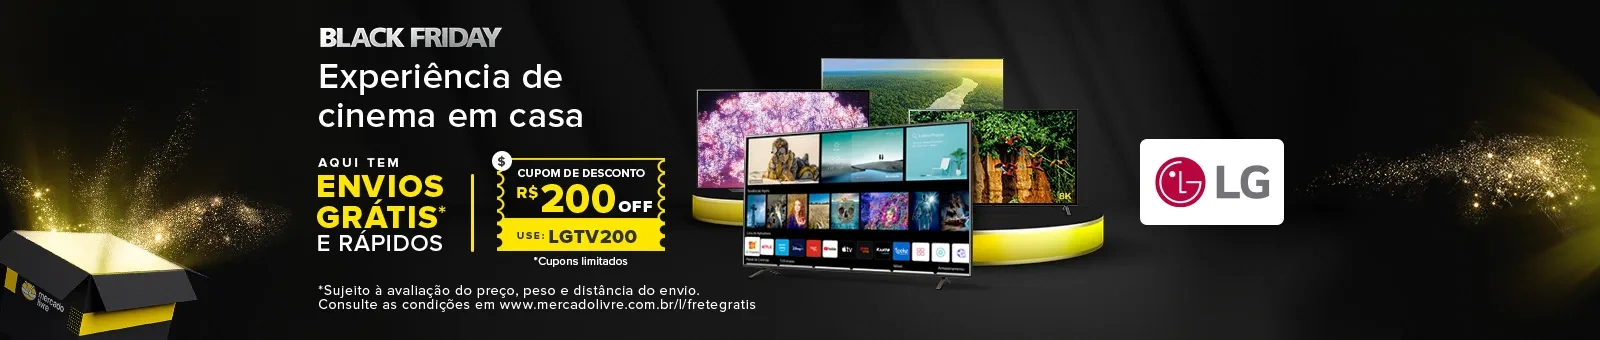 BLACK FRIDAY
Experiência de
cinema em casa
AQUI TEM
ENVIOS
GRÁTIS*
E RÁPIDOS
$
CUPOM DE DESCONTO
R$ 200 OFF
USE: LGTV200
*Cupons limitados
*Sujeito à avaliação do preço, peso e distância do envio.
Consulte as condições em www.mercadolivre.com.br/l/fretegratis
mercado
livre
8K
LG